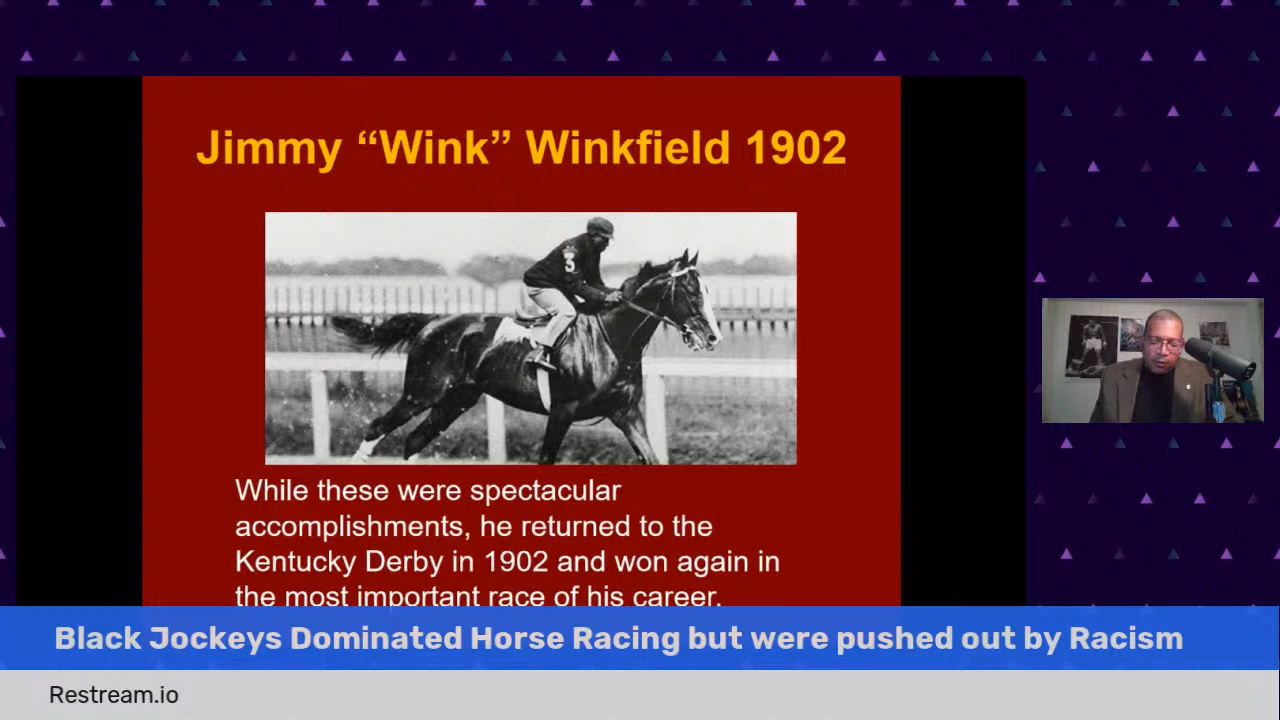 Jimmy “Wink” Winkfield 1902
3
While these were spectacular
accomplishments, he returned to the
Kentucky Derby in 1902 and won again in
the most important race of his career.
Black Jockeys Dominated Horse Racing but were pushed out by Racism
Restream.io